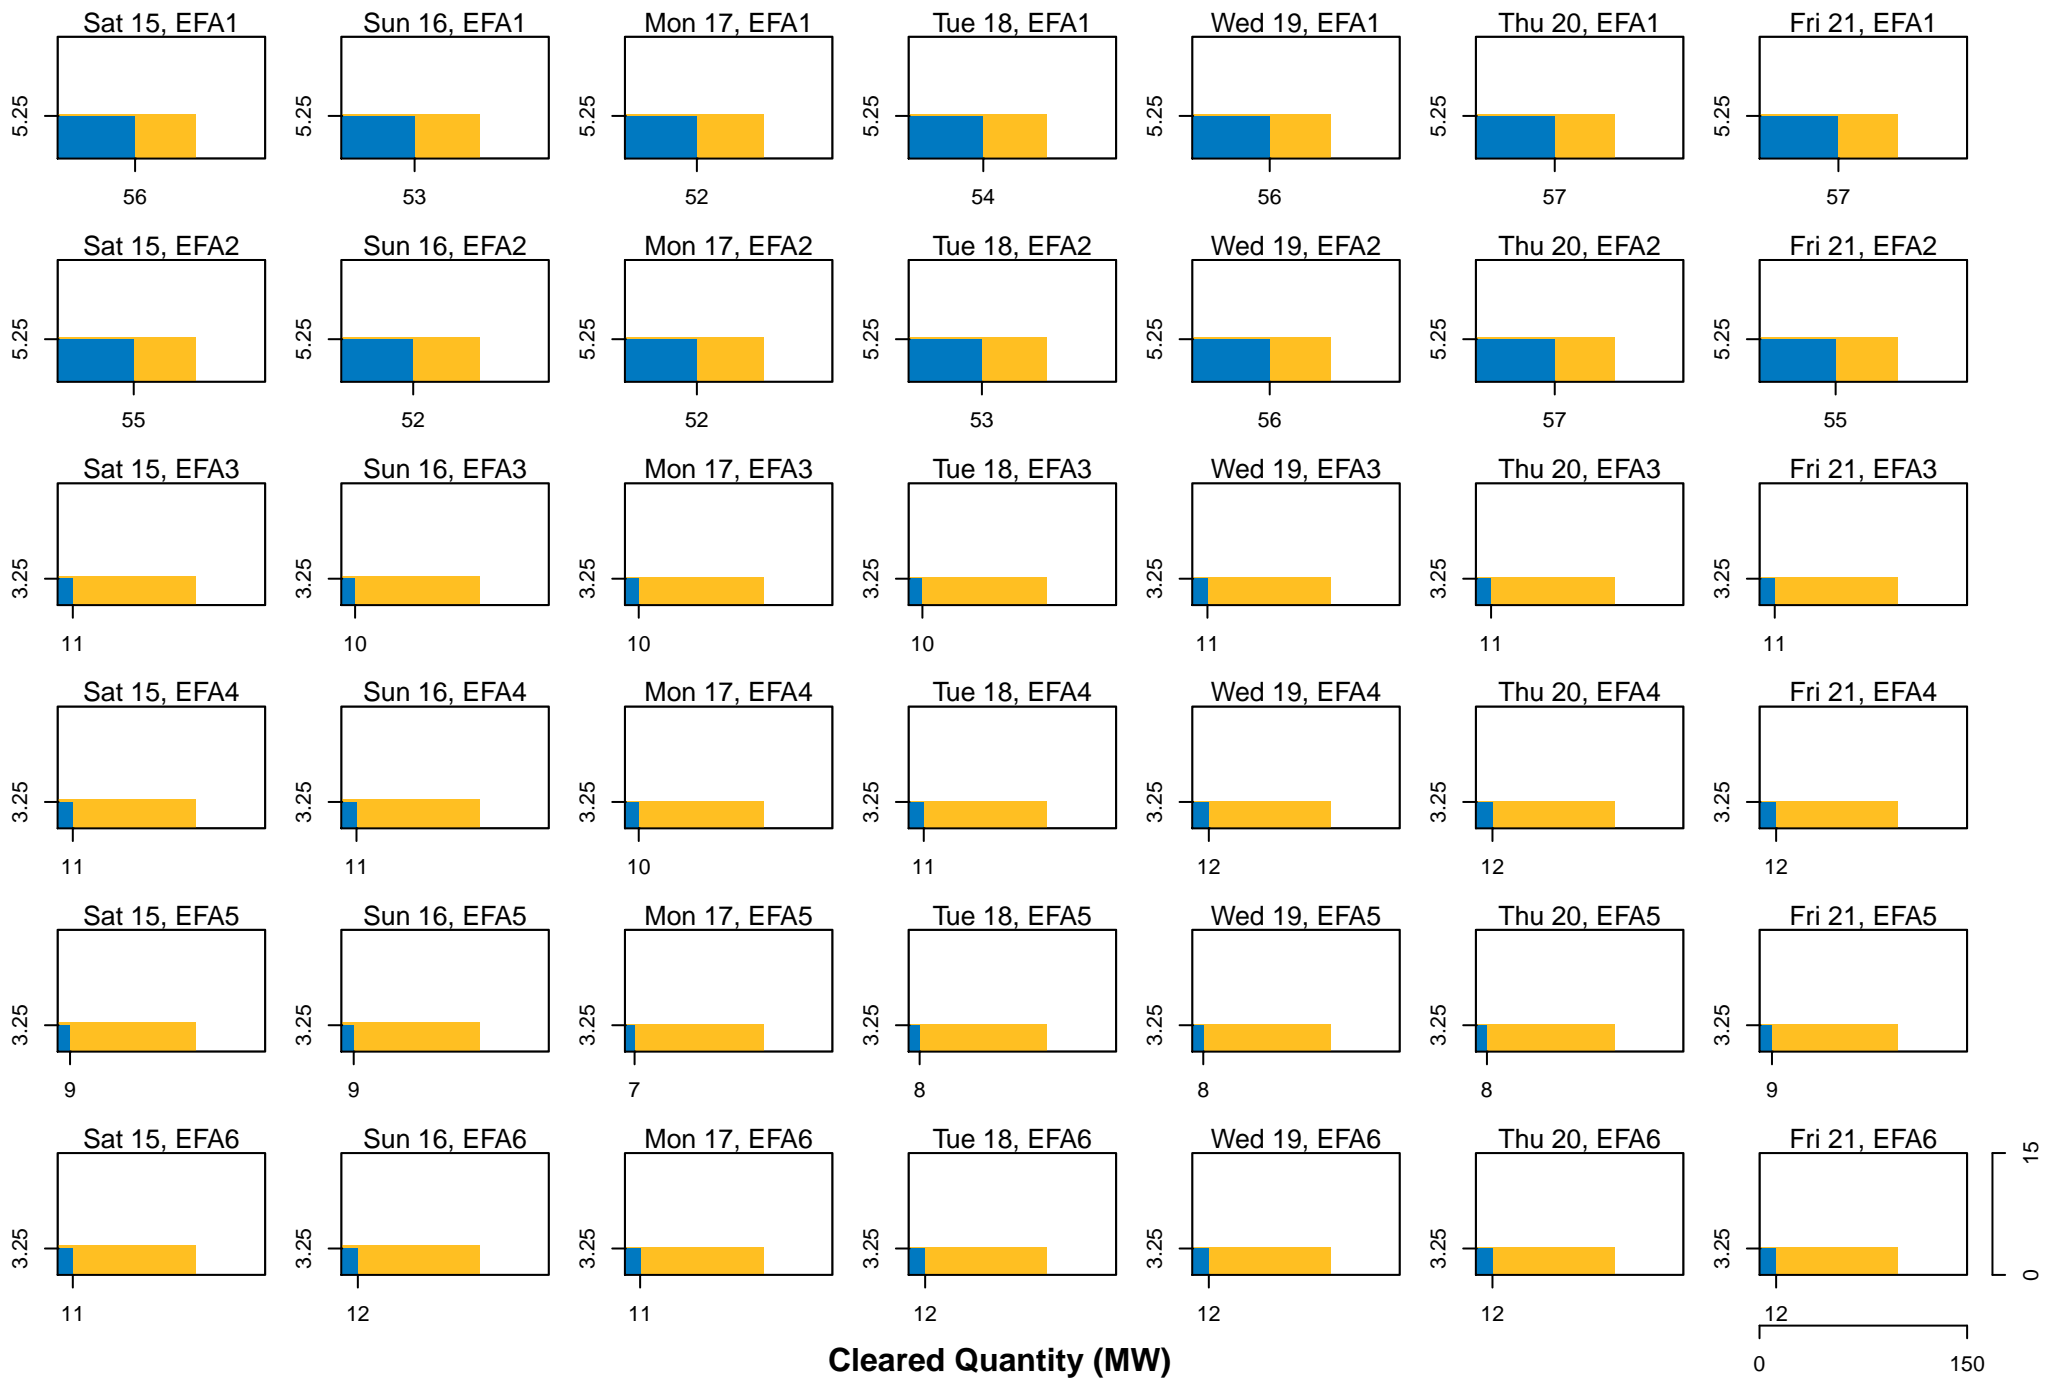 Sat 15, EFA1 Sun 16, EFA1 Mon 17, EFA1 Tue 18, EFA1 Wed 19, EFA1 Thu 20, EFA1 Fri 21, EFA1
5.25 5.25 5.25 5.25 5.25 5.25 5.25
56 53 52 54 56 57 57
Sat 15, EFA2 Sun 16, EFA2 Mon 17, EFA2 Tue 18, EFA2 Wed 19, EFA2 Thu 20, EFA2 Fri 21, EFA2
5.25 5.25 5.25 5.25 5.25 5.25 5.25
55 52 52 53 56 57 55
Sat 15, EFA3 Sun 16, EFA3 Mon 17, EFA3 Tue 18, EFA3 Wed 19, EFA3 Thu 20, EFA3 Fri 21, EFA3
3.25 3.25 3.25 3.25 3.25 3.25 3.25
11 10 10 10 11 11 11
Sat 15, EFA4 Sun 16, EFA4 Mon 17, EFA4 Tue 18, EFA4 Wed 19, EFA4 Thu 20, EFA4 Fri 21, EFA4
3.25 3.25 3.25 3.25 3.25 3.25 3.25
11 11 10 11 12 12 12
Sat 15, EFA5 Sun 16, EFA5 Mon 17, EFA5 Tue 18, EFA5 Wed 19, EFA5 Thu 20, EFA5 Fri 21, EFA5
3.25 3.25 3.25 3.25 3.25 3.25 3.25
9 9 7 8 8 8 9
Sat 15, EFA6 Sun 16, EFA6 Mon 17, EFA6 Tue 18, EFA6 Wed 19, EFA6 Thu 20, EFA6 Fri 21, EFA6
15
3.25 3.25 3.25 3.25 3.25 3.25 3.25
0
11 12 11 12 12 12 12
Cleared Quantity (MW)
0 150